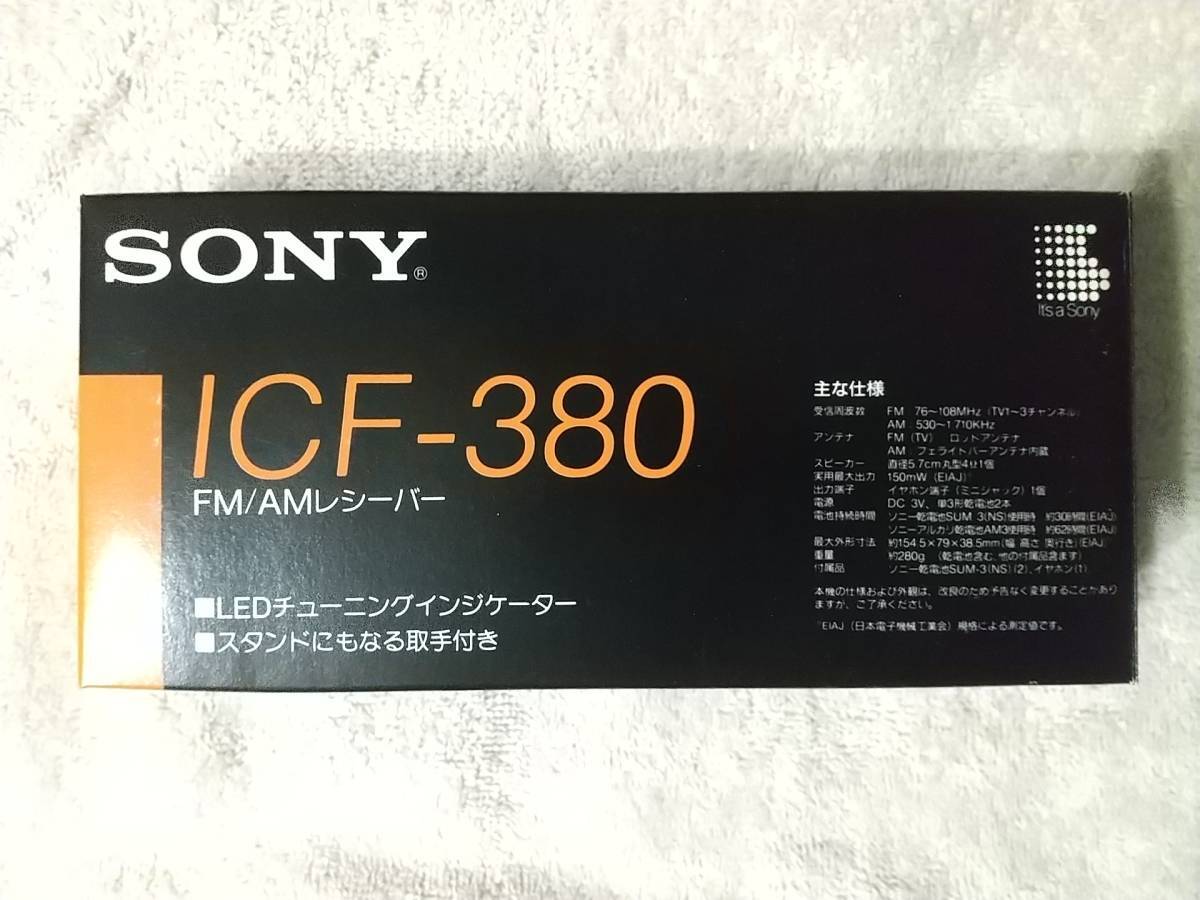 SONY®
It's a Sony
ICF-380
FM/AMレシーバー
■LEDチューニングインジケーター
■スタンドにもなる取手付き
主な仕様
受信周波数 FM 76～108MHz (TV1～3チャンネル)
AM 530～1710KHz
アンテナ FM (TV) ロッドアンテナ
AM フェライトバーアンテナ内蔵
スピーカー 直径5.7cm丸型4Ω1個
実用最大出力 150mW (EIAJ)*
出力端子 イヤホン端子 (ミニジャック) 1個
電源 DC 3V、単3形乾電池2本
電池持続時間 ソニー乾電池SUM-3(NS)使用時 約30時間(EIAJ)
ソニーアルカリ乾電池AM3使用時 約62時間(EIAJ)
最大外形寸法 約154.5×79×38.5mm(幅 高さ 奥行き)(EIAJ)
重量 約280g (乾電池含む、他の付属品含まず)
付属品 ソニー乾電池SUM-3(NS)(2)、イヤホン(1)
本機の仕様および外観は、改良のため予告なく変更することがあり
ますが、ご了承ください。
*EIAJ (日本電子機械工業会) 規格による測定値です。